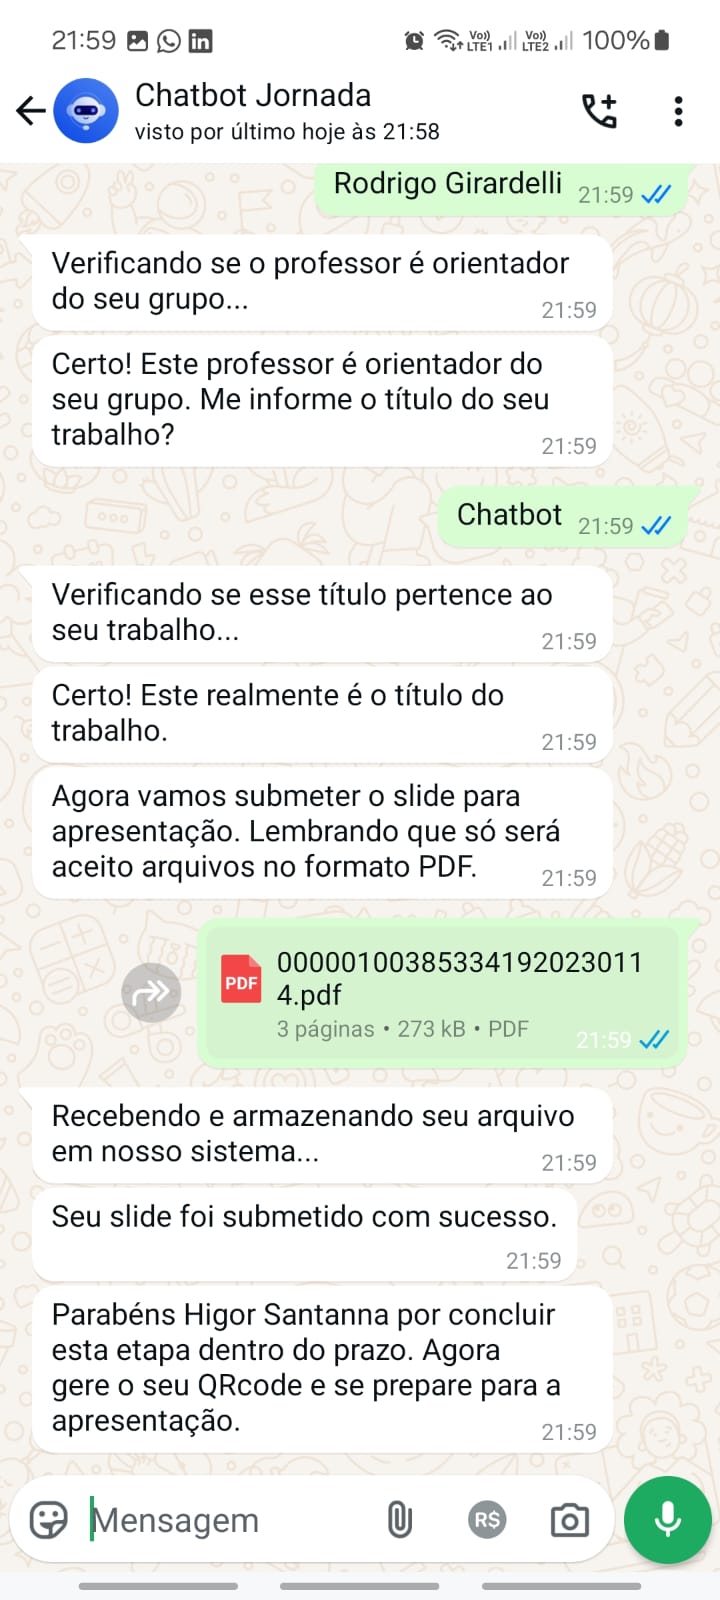 21:59
Vo)) LTE1 Vo)) LTE2 100%
Chatbot Jornada
visto por último hoje às 21:58
Rodrigo Girardelli 21:59
Verificando se o professor é orientador
do seu grupo...
21:59
Certo! Este professor é orientador do
seu grupo. Me informe o título do seu
trabalho?
21:59
Chatbot 21:59
Verificando se esse título pertence ao
seu trabalho...
21:59
Certo! Este realmente é o título do
trabalho.
21:59
Agora vamos submeter o slide para
apresentação. Lembrando que só será
aceito arquivos no formato PDF.
21:59
PDF
00000100385334192023011
4.pdf
3 páginas • 273 kB • PDF
21:59
Recebendo e armazenando seu arquivo
em nosso sistema...
21:59
Seu slide foi submetido com sucesso.
21:59
Parabéns Higor Santanna por concluir
esta etapa dentro do prazo. Agora
gere o seu QRcode e se prepare para a
apresentação.
21:59
Mensagem
R$